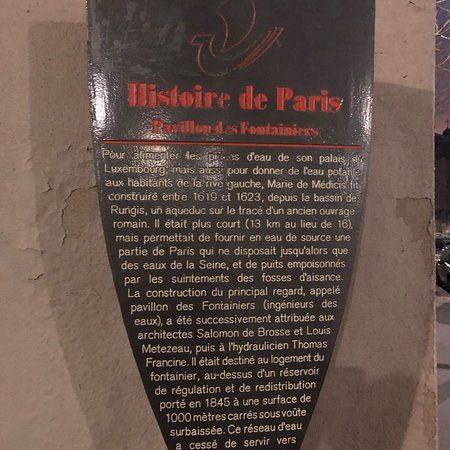 Histoire de Paris
Pavillon des Fontainiers
Pour alimenter les pièces d'eau de son palais du
Luxembourg, mais aussi pour donner de l'eau potable
aux habitants de la rive gauche, Marie de Médicis fit
construire entre 1619 et 1623, depuis le bassin de
Rungis, un aqueduc sur le tracé d'un ancien ouvrage
romain. Il était plus court (13 km au lieu de 16),
mais permettait de fournir en eau de source une
partie de Paris qui ne disposait jusqu'alors que
des eaux de la Seine, et de puits empoisonnés
par les suintements des fosses d'aisance.
La construction du principal regard, appelé
pavillon des Fontainiers (ingénieurs des
eaux), a été successivement attribuée aux
architectes Salomon de Brosse et Louis
Metezeau, puis à l'hydraulicien Thomas
Francine. Il était destiné au logement du
fontainier, au-dessus d'un réservoir
de régulation et de redistribution
porté en 1845 à une surface de
1000 mètres carrés sous voûte
surbaissée. Ce réseau d'eau
a cessé de servir vers